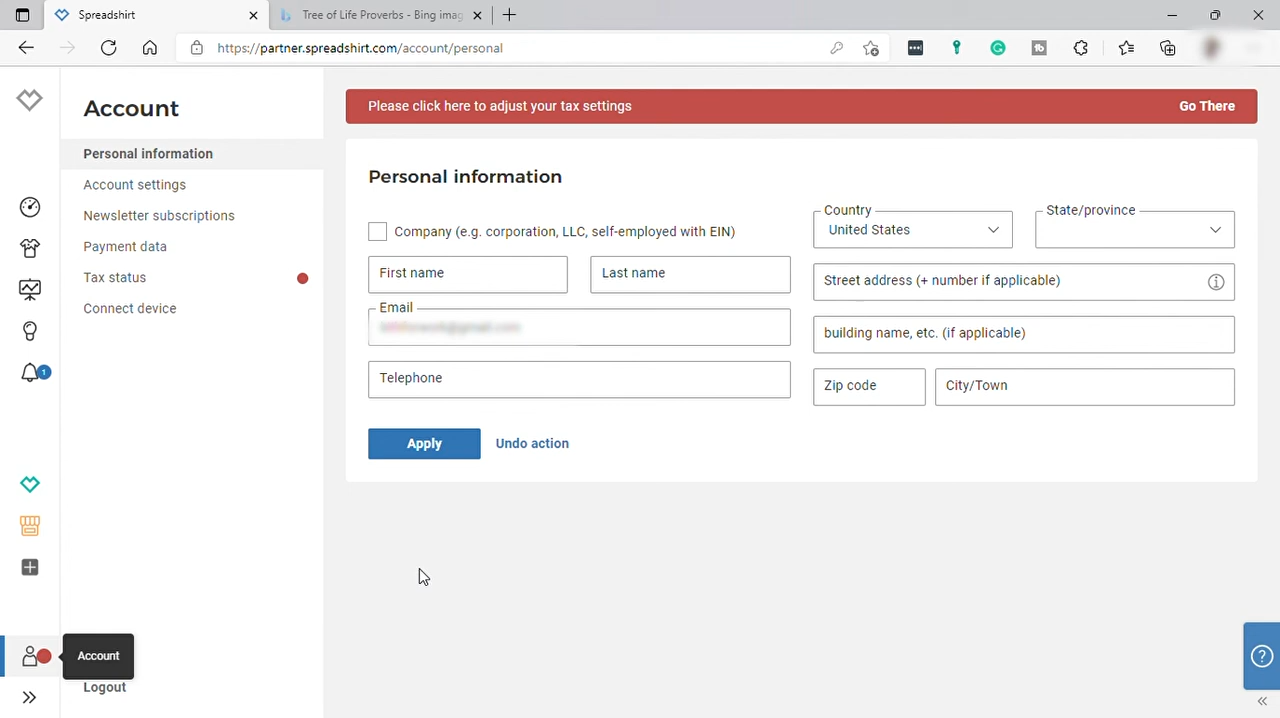 Spreadshirt
Tree of Life Proverbs - Bing imag
https://partner.spreadshirt.com/account/personal
Account
Personal information
Account settings
Newsletter subscriptions
Payment data
Tax status
Connect device
1
Account
Logout
Please click here to adjust your tax settings
Go There
Personal information
Company (e.g. corporation, LLC, self-employed with EIN)
First name
Last name
Email
Telephone
Apply
Undo action
Country
United States
State/province
Street address (+ number if applicable)
building name, etc. (if applicable)
Zip code
City/Town